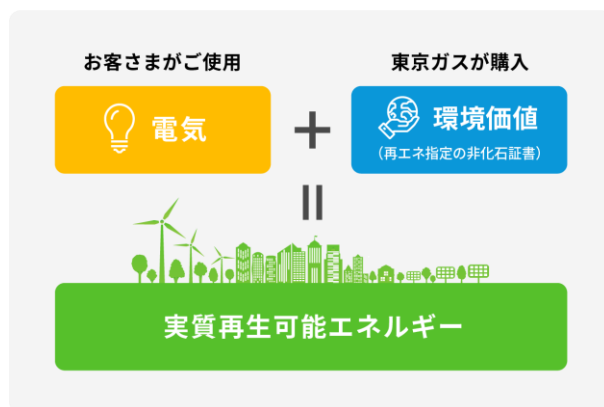 お客さまがご使用
東京ガスが購入
電気
+
環境価値
（再エネ指定の非化石証書）
=
実質再生可能エネルギー